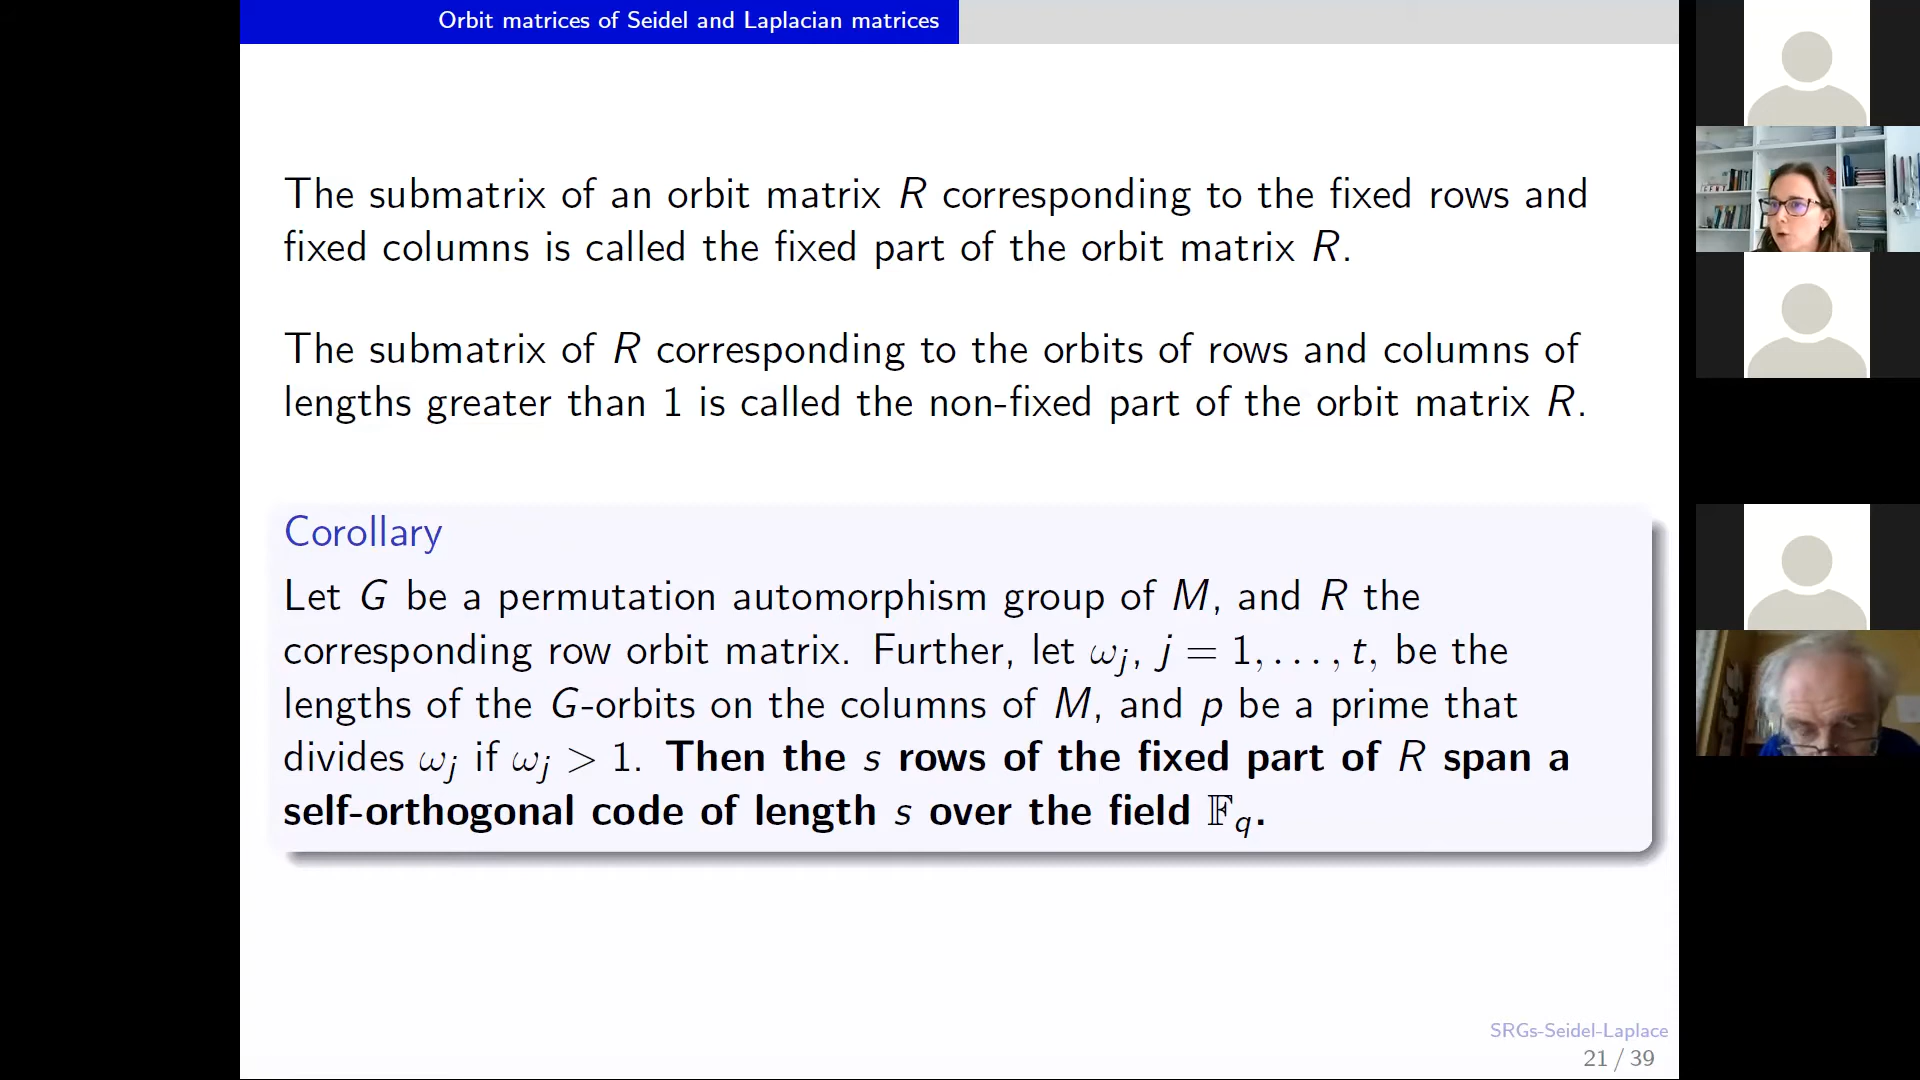 Orbit matrices of Seidel and Laplacian matrices
The submatrix of an orbit matrix R corresponding to the fixed rows and
fixed columns is called the fixed part of the orbit matrix R.
The submatrix of R corresponding to the orbits of rows and columns of
lengths greater than 1 is called the non-fixed part of the orbit matrix R.
Corollary
Let G be a permutation automorphism group of M, and R the
corresponding row orbit matrix. Further, let ω_j, j = 1, . . . , t, be the
lengths of the G-orbits on the columns of M, and p be a prime that
divides ω_j if ω_j > 1. Then the s rows of the fixed part of R span a
self-orthogonal code of length s over the field 𝔽_q.
SRGs-Seidel-Laplace
21 / 39